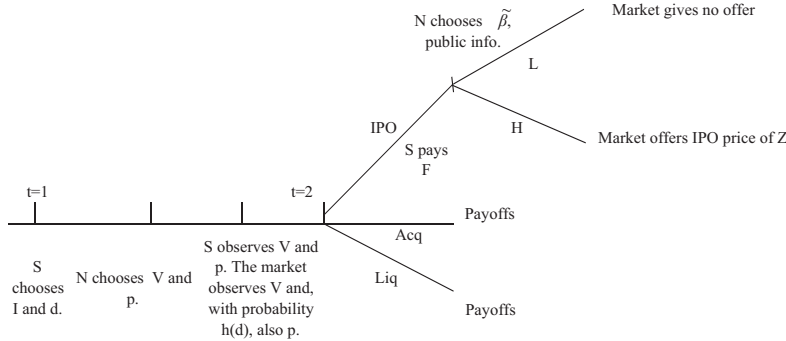 N chooses β̃,
public info.
Market gives no offer
L
IPO
H
Market offers IPO price of Z
S pays
F
t=1
t=2
Payoffs
Acq
S
chooses
I and d.
N chooses V and
p.
S observes V and
p. The market
observes V and,
with probability
h(d), also p.
Liq
Payoffs